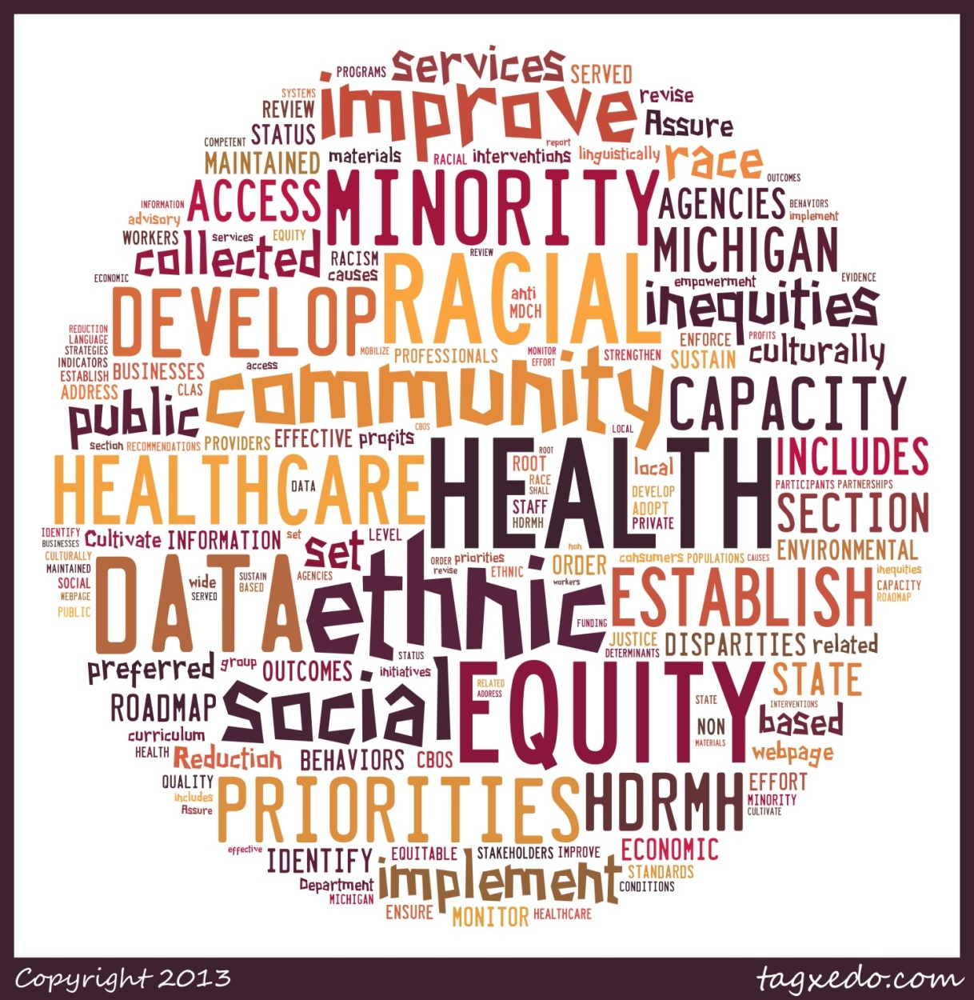 PROGRAMS services SERVED
SYSTEMS improve revise
REVIEW Assure
STATUS
COMPETENT report
MAINTAINED materials RACIAL interventions linguistically race
OUTCOMES
ACCESS MINORITY AGENCIES BEHAVIORS
INFORMATION implement
advisory
WORKERS services EQUITY MICHIGAN
collected RACISM REVIEW
causes
ECONOMIC RACIAL empowerment EVIDENCE
DEVELOP anti inequities
MDCH
REDUCTION
LANGUAGE ENFORCE PROFITS
STRATEGIES MOBILIZE PROFESSIONALS MONITOR STRENGTHEN SUSTAIN culturally
INDICATORS access EFFORT
ESTABLISH BUSINESSES community
ADDRESS CLAS CAPACITY
public
CBOS LOCAL
section RECOMMENDATIONS PROVIDERS EFFECTIVE profits
HEALTHCARE HEALTH INCLUDES
ROOT
ROOT local
DATA RACE PARTICIPANTS PARTNERSHIPS
SHALL DEVELOP
STAFF ADOPT SECTION
HDRMH PRIVATE
IDENTIFY Cultivate INFORMATION set LEVEL
BUSINESSES set hoh ENVIRONMENTAL
CULTURALLY ORDER priorities ORDER consumers POPULATIONS CAUSES
MAINTAINED DATA AGENCIES ethnic revise ETHNIC inequities
SOCIAL wide SUSTAIN workers ESTABLISH CAPACITY
WEBPAGE SERVED BASED ROADMAP
PUBLIC
FUNDING
JUSTICE DISPARITIES related
STATUS DETERMINANTS
preferred group OUTCOMES initiatives EQUITY STATE
RELATED
ADDRESS
ROADMAP social STATE INTERVENTIONS
NON based
curriculum MATERIALS
HEALTH Reduction BEHAVIORS CBOS webpage
QUALITY PRIORITIES HDRMH EFFORT
includes MINORITY
Assure CULTIVATE
effective IDENTIFY EQUITABLE STAKEHOLDERS IMPROVE ECONOMIC
implement STANDARDS
Department CONDITIONS
MICHIGAN
ENSURE MONITOR HEALTHCARE
Copyright 2013 tagxedo.com